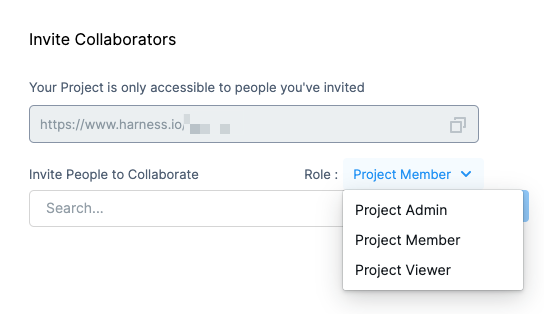 Invite Collaborators
Your Project is only accessible to people you've invited
https://www.harness.io/
Invite People to Collaborate Role : Project Member
Search...
Project Admin
Project Member
Project Viewer